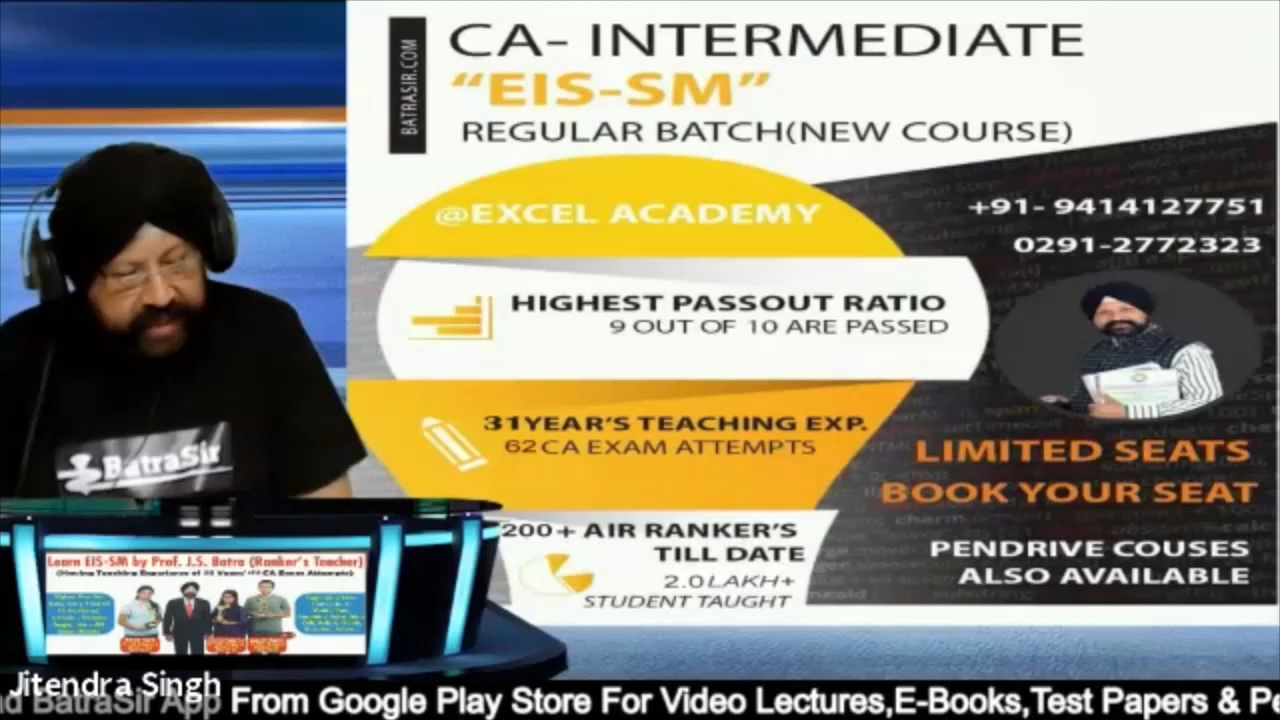 BATRASIR.COM
CA- INTERMEDIATE
“EIS-SM”
REGULAR BATCH(NEW COURSE)
@EXCEL ACADEMY
+91- 9414127751
0291-2772323
HIGHEST PASSOUT RATIO
9 OUT OF 10 ARE PASSED
31YEAR'S TEACHING EXP.
62CA EXAM ATTEMPTS
LIMITED SEATS
BOOK YOUR SEAT
200+ AIR RANKER'S
TILL DATE
2.0LAKH+
STUDENT TAUGHT
PENDRIVE COUSES
ALSO AVAILABLE
BatraSir
Learn EIS-SM by Prof. J.S. Batra (Ranker's Teacher)
Jitendra Singh
BatraSir App From Google Play Store For Video Lectures,E-Books,Test Papers &